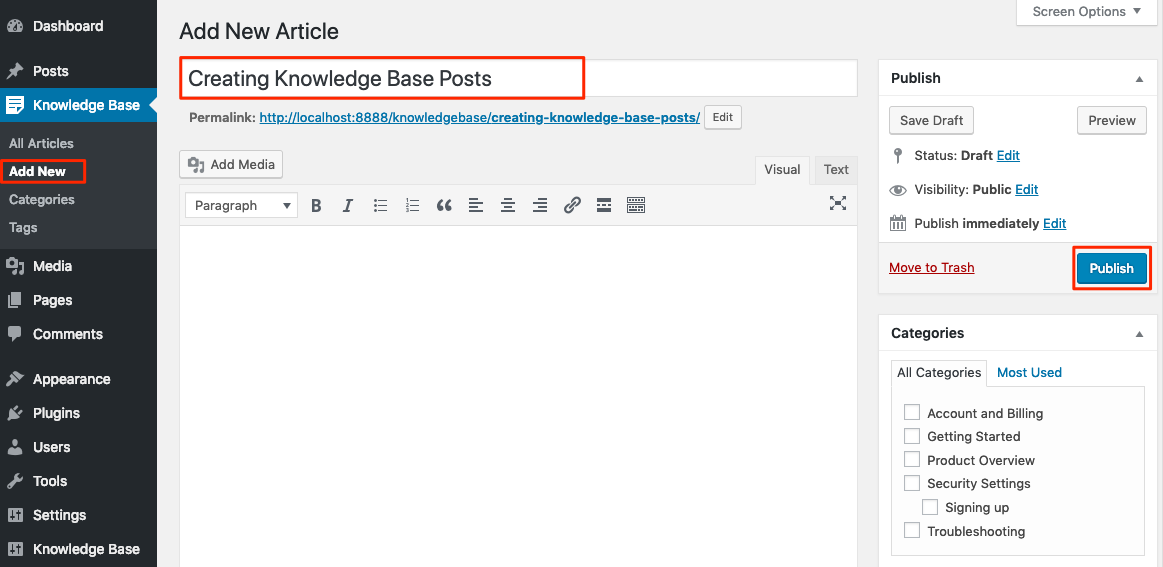 Dashboard
Posts
Knowledge Base
All Articles
Add New
Categories
Tags
Media
Pages
Comments
Appearance
Plugins
Users
Tools
Settings
Knowledge Base
Screen Options
Add New Article
Creating Knowledge Base Posts
Permalink: http://localhost:8888/knowledgebase/creating-knowledge-base-posts/ Edit
Add Media
Visual Text
Paragraph B I
Publish
Save Draft Preview
Status: Draft Edit
Visibility: Public Edit
Publish immediately Edit
Move to Trash Publish
Categories
All Categories Most Used
Account and Billing
Getting Started
Product Overview
Security Settings
Signing up
Troubleshooting